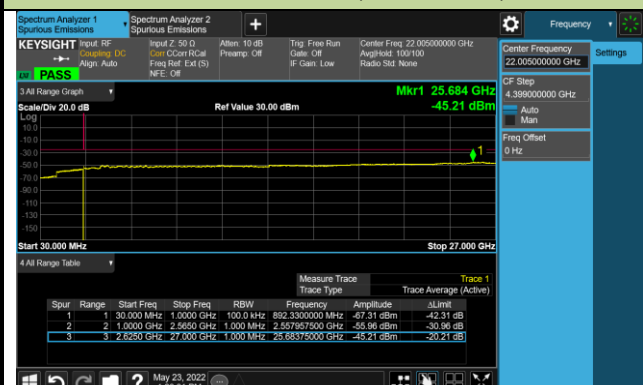 Spectrum Analyzer 1
Spurious Emissions
Spectrum Analyzer 2
Spurious Emissions
Frequency
KEYSIGHT
Input: RF
Coupling: DC
Align: Auto
Input Z: 50 Ω
Corr CCorr RCal
Freq Ref: Ext (S)
NFE: Off
Atten: 10 dB
Preamp: Off
Trig: Free Run
Gate: Off
IF Gain: Low
Center Freq: 22.005000000 GHz
Avg|Hold: 100/100
Radio Std: None
PASS
Center Frequency
22.005000000 GHz
Settings
CF Step
4.399000000 GHz
Auto
Man
Freq Offset
0 Hz
3 All Range Graph
Mkr1 25.684 GHz
Scale/Div 20.0 dB
Ref Value 30.00 dBm
-45.21 dBm
Log
10.0
-10.0
-30.0
-50.0
-70.0
-90.0
-110
-130
-150
1
Start 30.000 MHz
Stop 27.000 GHz
4 All Range Table
Measure Trace Trace 1
Trace Type Trace Average (Active)
Spur Range Start Freq Stop Freq RBW Frequency Amplitude ΔLimit
1 1 30.000 MHz 1.0000 GHz 100.0 kHz 892.3300000 MHz -67.31 dBm -42.31 dB
2 2 1.0000 GHz 2.5650 GHz 1.000 MHz 2.557957500 GHz -55.96 dBm -30.96 dB
3 3 2.6250 GHz 27.000 GHz 1.000 MHz 25.68375000 GHz -45.21 dBm -20.21 dB
May 23, 2022